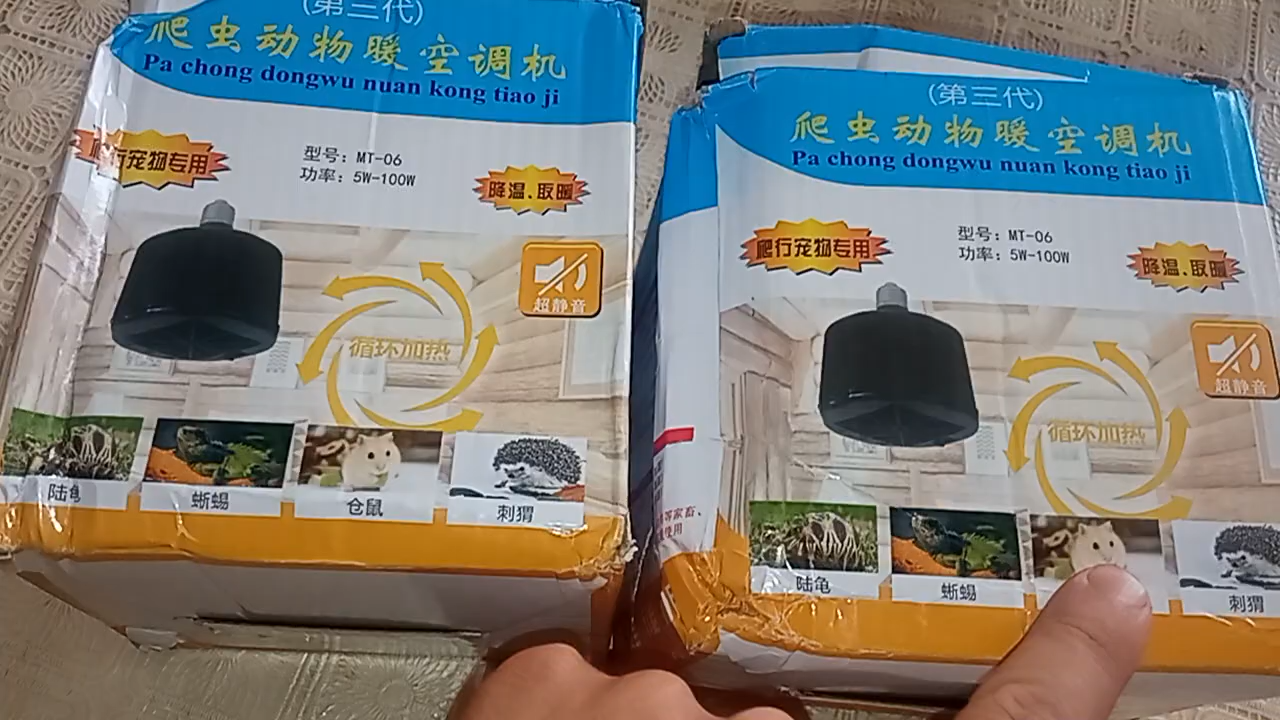 (第三代)
爬虫动物暖空调机
Pa chong dongwu nuan kong tiao ji
爬行宠物专用
型号：MT-06
功率：5W-100W
降温.取暖
超静音
循环加热
陆龟
蜥蜴
仓鼠
刺猬
(第三代)
爬虫动物暖空调机
Pa chong dongwu nuan kong tiao ji
爬行宠物专用
型号：MT-06
功率：5W-100W
降温.取暖
超静音
循环加热
等家畜、
使用
陆龟
蜥蜴
刺猬